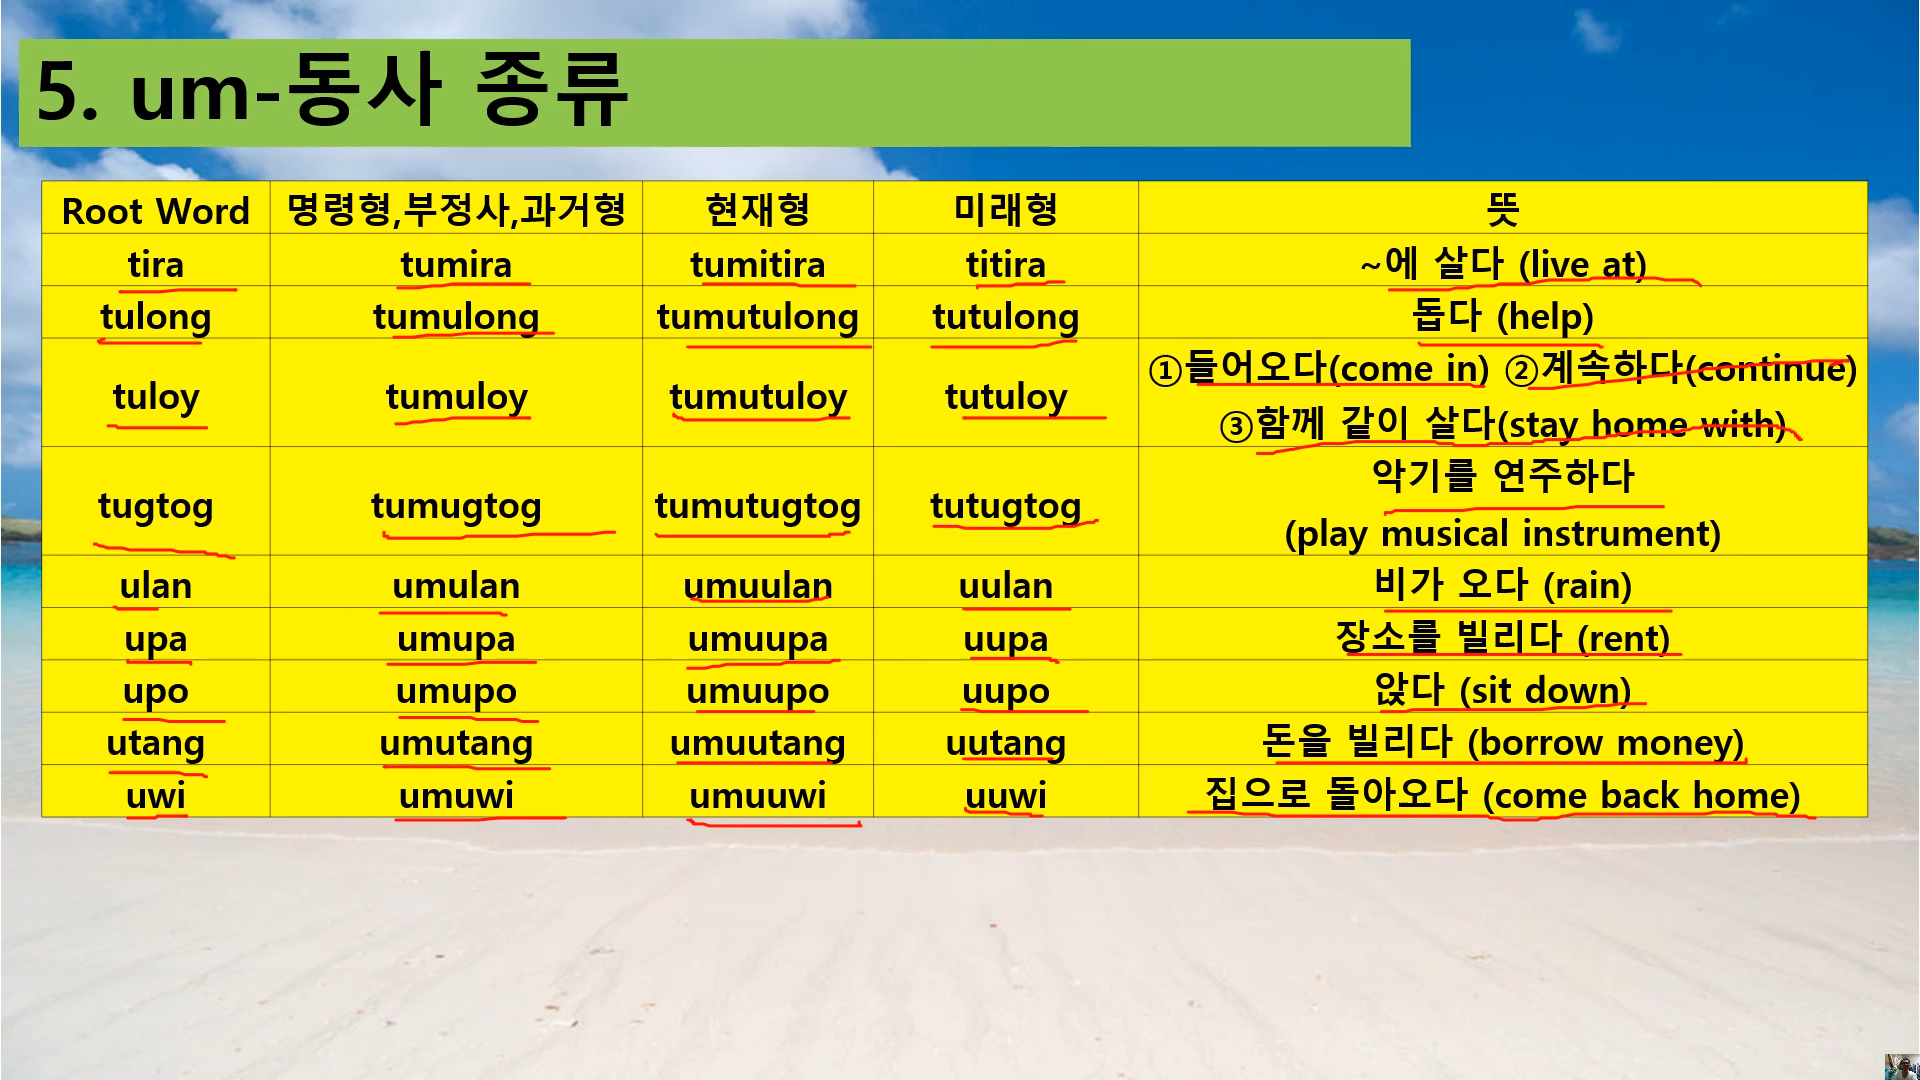 5. um-동사 종류
Root Word 명령형,부정사,과거형 현재형 미래형 뜻
tira tumira tumitira titira ~에 살다 (live at)
tulong tumulong tumutulong tutulong 돕다 (help)
tuloy tumuloy tumutuloy tutuloy ①들어오다(come in) ②계속하다(continue)
③함께 같이 살다(stay home with)
tugtog tumugtog tumutugtog tutugtog 악기를 연주하다
(play musical instrument)
ulan umulan umuulan uulan 비가 오다 (rain)
upa umupa umuupa uupa 장소를 빌리다 (rent)
upo umupo umuupo uupo 앉다 (sit down)
utang umutang umuutang uutang 돈을 빌리다 (borrow money)
uwi umuwi umuuwi uuwi 집으로 돌아오다 (come back home)